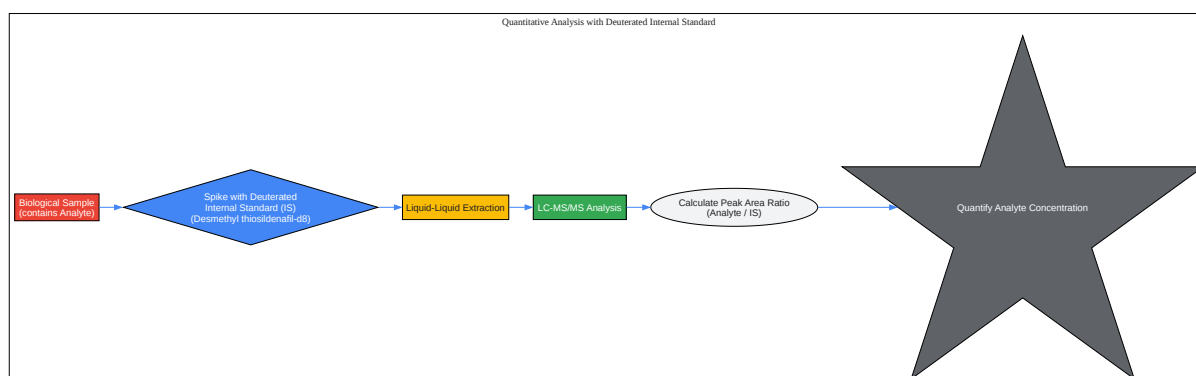 Quantitative Analysis with Deuterated Internal Standard
Biological Sample
(contains Analyte)
Spike with Deuterated
Internal Standard (IS)
(Desmethyl thiosildenafil-d8)
Liquid-Liquid Extraction
LC-MS/MS Analysis
Calculate Peak Area Ratio
(Analyte / IS)
Quantify Analyte Concentration